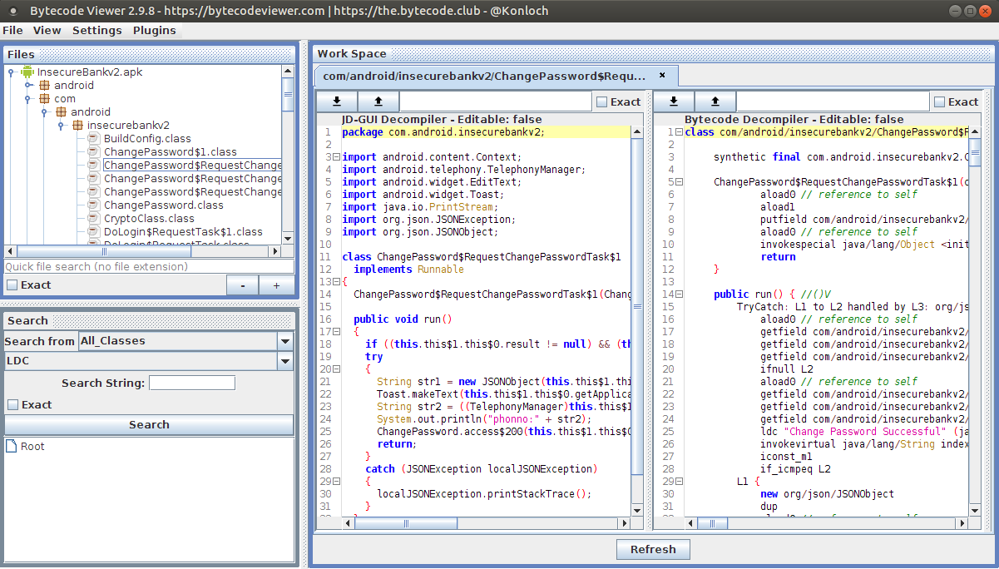 Bytecode Viewer 2.9.8 - https://bytecodeviewer.com | https://the.bytecode.club - @Konloch
File View Settings Plugins
Files
InsecureBankv2.apk
android
com
android
insecurebankv2
BuildConfig.class
ChangePassword$1.class
ChangePassword$RequestChange
ChangePassword$RequestChange
ChangePassword$RequestChange
ChangePassword.class
CryptoClass.class
DoLogin$RequestTask$1.class
DoLogin$RequestTask.class
Quick file search (no file extension)
Exact
- +
Search
Search from All_Classes
LDC
Search String:
Exact
Search
Root
Work Space
com/android/insecurebankv2/ChangePassword$Requ... ×
Exact
JD-GUI Decompiler - Editable: false
1 package com.android.insecurebankv2;
2
3 import android.content.Context;
4 import android.telephony.TelephonyManager;
5 import android.widget.EditText;
6 import android.widget.Toast;
7 import java.io.PrintStream;
8 import org.json.JSONException;
9 import org.json.JSONObject;
10
11 class ChangePassword$RequestChangePasswordTask$1
12 implements Runnable
13 {
14 ChangePassword$RequestChangePasswordTask$1(Chang
15
16 public void run()
17 {
18 if ((this.this$1.this$0.result != null) && (th
19 try
20 {
21 String str1 = new JSONObject(this.this$1.thi
22 Toast.makeText(this.this$1.this$0.getApplica
23 String str2 = ((TelephonyManager)this.this$1
24 System.out.println("phonno:" + str2);
25 ChangePassword.access$200(this.this$1.this$0
26 return;
27 }
28 catch (JSONException localJSONException)
29 {
30 localJSONException.printStackTrace();
31 }
Exact
Bytecode Decompiler - Editable: false
1 class com/android/insecurebankv2/ChangePassword$R
2
3 synthetic final com.android.insecurebankv2.C
4
5 ChangePassword$RequestChangePasswordTask$1(c
6 aload0 // reference to self
7 aload1
8 putfield com/android/insecurebankv2/
9 aload0 // reference to self
10 invokespecial java/lang/Object <init
11 return
12 }
13
14 public run() { //()V
15 TryCatch: L1 to L2 handled by L3: org/js
16 aload0 // reference to self
17 getfield com/android/insecurebankv2/
18 getfield com/android/insecurebankv2/
19 getfield com/android/insecurebankv2/
20 ifnull L2
21 aload0 // reference to self
22 getfield com/android/insecurebankv2/
23 getfield com/android/insecurebankv2/
24 getfield com/android/insecurebankv2/
25 ldc "Change Password Successful" (ja
26 invokevirtual java/lang/String index
27 iconst_m1
28 if_icmpeq L2
29 L1 {
30 new org/json/JSONObject
31 dup
Refresh